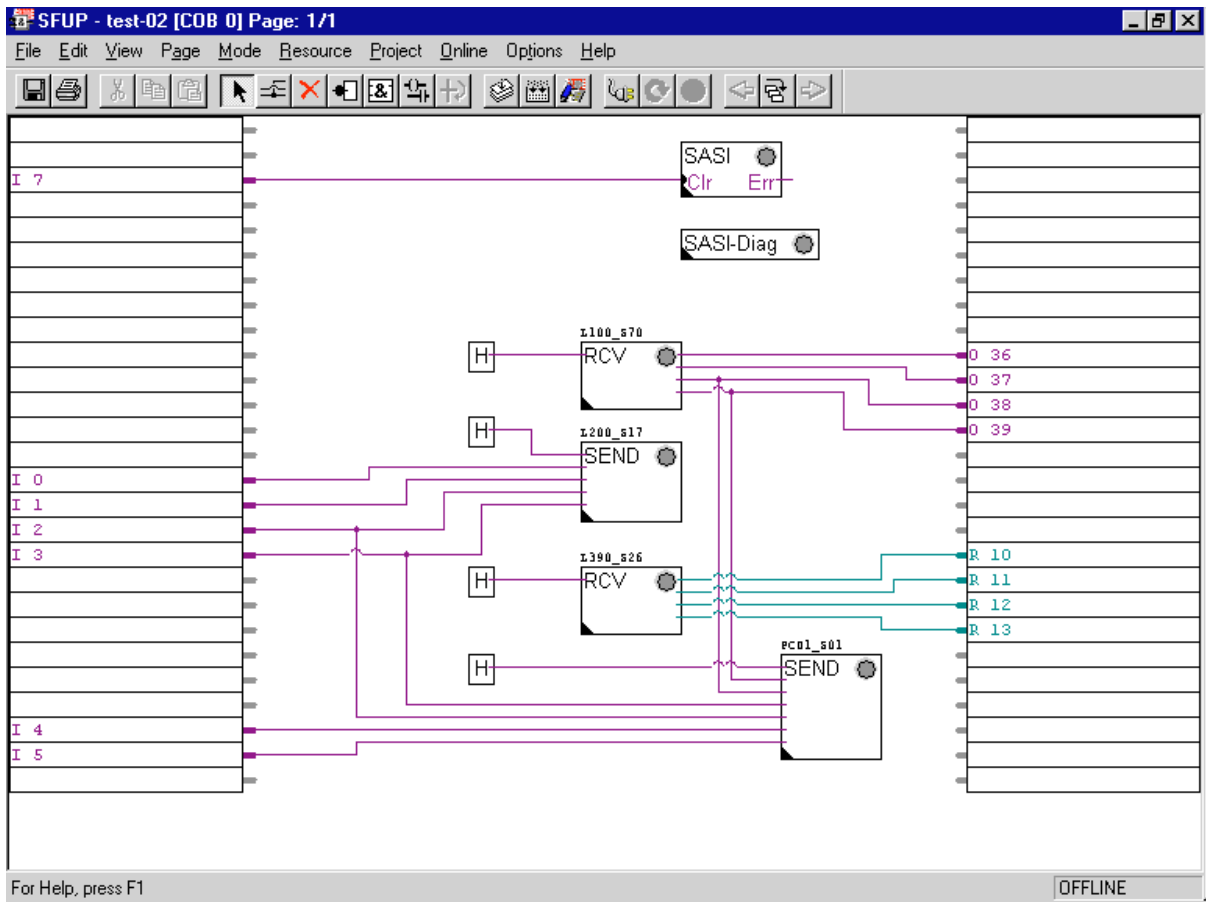 SFUP - test-02 [COB 0] Page: 1/1
File Edit View Page Mode Resource Project Online Options Help
SASI
I 7
Clr Err
SASI-Diag
L100_S70
H RCV O 36
O 37
O 38
H L200_S17 O 39
SEND
I 0
I 1
I 2
I 3 L390_S26 R 10
H RCV R 11
R 12
R 13
PC01_S01
H SEND
I 4
I 5
For Help, press F1 OFFLINE